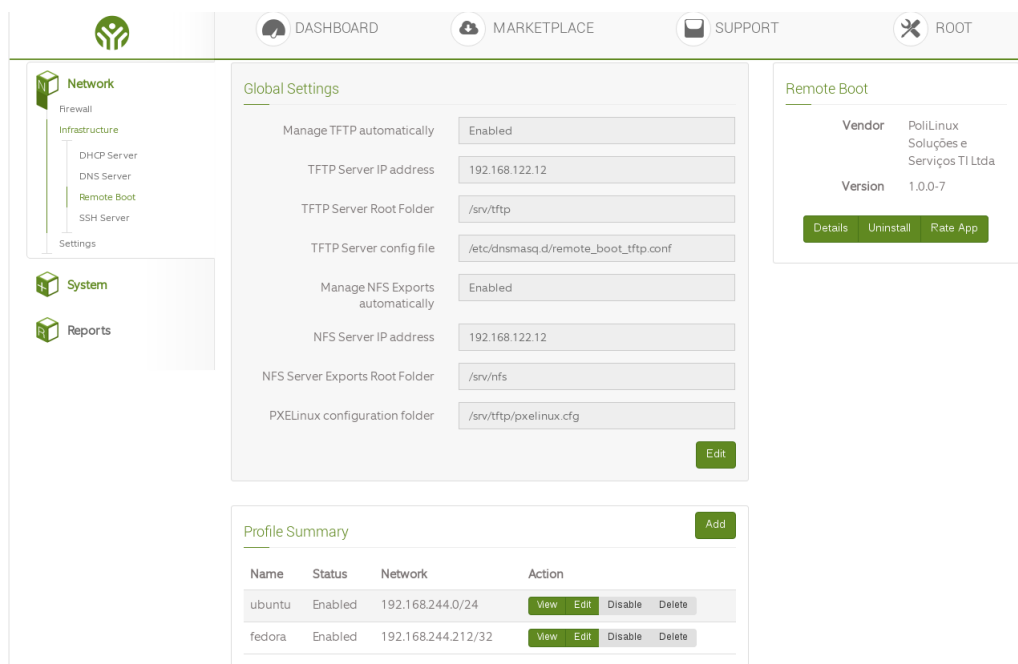 DASHBOARD
MARKETPLACE
SUPPORT
ROOT
Network
Firewall
Infrastructure
DHCP Server
DNS Server
Remote Boot
SSH Server
Settings
System
Reports
Global Settings
Manage TFTP automatically Enabled
TFTP Server IP address 192.168.122.12
TFTP Server Root Folder /srv/tftp
TFTP Server config file /etc/dnsmasq.d/remote_boot_tftp.conf
Manage NFS Exports Enabled
automatically
NFS Server IP address 192.168.122.12
NFS Server Exports Root Folder /srv/nfs
PXELinux configuration folder /srv/tftp/pxelinux.cfg
Edit
Profile Summary
Add
Name Status Network Action
ubuntu Enabled 192.168.244.0/24 View Edit Disable Delete
fedora Enabled 192.168.244.212/32 View Edit Disable Delete
Remote Boot
Vendor PoliLinux
Soluções e
Serviços TI Ltda
Version 1.0.0-7
Details Uninstall Rate App